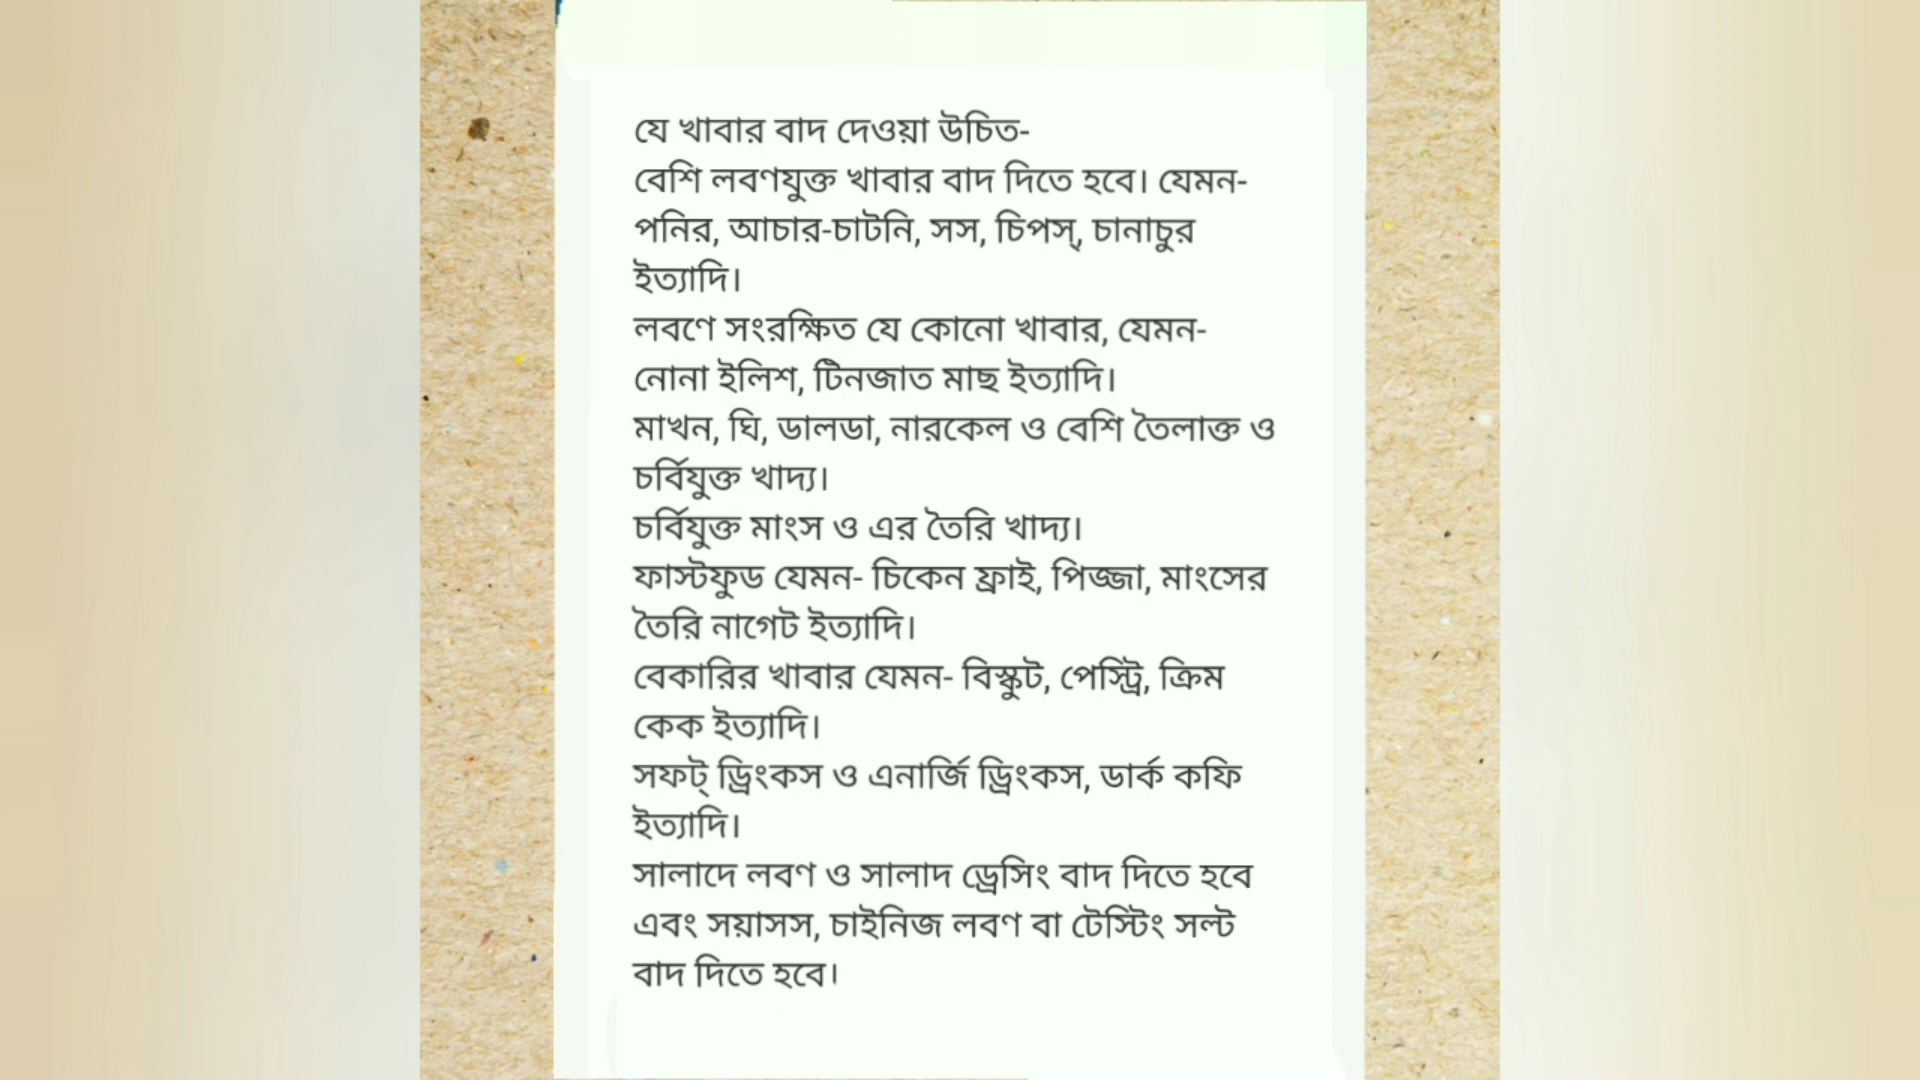 যে খাবার বাদ দেওয়া উচিত-
বেশি লবণযুক্ত খাবার বাদ দিতে হবে। যেমন-
পনির, আচার-চাটনি, সস, চিপস্, চানাচুর
ইত্যাদি।
লবণে সংরক্ষিত যে কোনো খাবার, যেমন-
নোনা ইলিশ, টিনজাত মাছ ইত্যাদি।
মাখন, ঘি, ডালডা, নারকেল ও বেশি তৈলাক্ত ও
চর্বিযুক্ত খাদ্য।
চর্বিযুক্ত মাংস ও এর তৈরি খাদ্য।
ফাস্টফুড যেমন- চিকেন ফ্রাই, পিজ্জা, মাংসের
তৈরি নাগেট ইত্যাদি।
বেকারির খাবার যেমন- বিস্কুট, পেস্ট্রি, ক্রিম
কেক ইত্যাদি।
সফট্ ড্রিংকস ও এনার্জি ড্রিংকস, ডার্ক কফি
ইত্যাদি।
সালাদে লবণ ও সালাদ ড্রেসিং বাদ দিতে হবে
এবং সয়াসস, চাইনিজ লবণ বা টেস্টিং সল্ট
বাদ দিতে হবে।